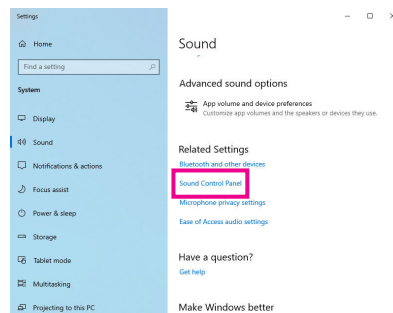 Settings
Home
Find a setting
System
Display
Sound
Notifications & actions
Focus assist
Power & sleep
Storage
Tablet mode
Multitasking
Projecting to this PC
Sound
Advanced sound options
App volume and device preferences
Customize app volumes and the speakers or devices they use.
Related Settings
Bluetooth and other devices
Sound Control Panel
Microphone privacy settings
Ease of Access audio settings
Have a question?
Get help
Make Windows better